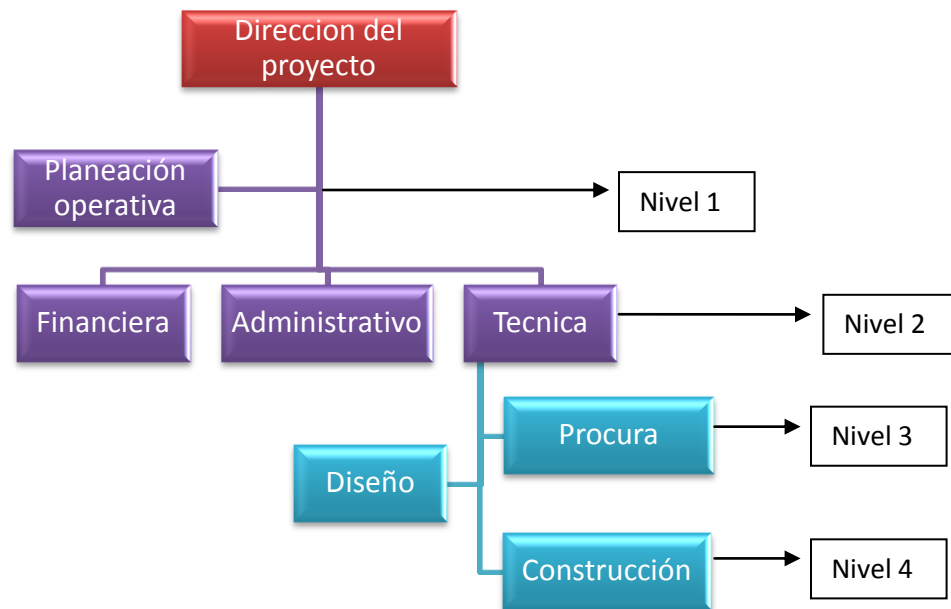 Direccion del
proyecto
Planeación
operativa
Nivel 1
Financiera
Administrativo
Tecnica
Nivel 2
Procura
Nivel 3
Diseño
Construcción
Nivel 4